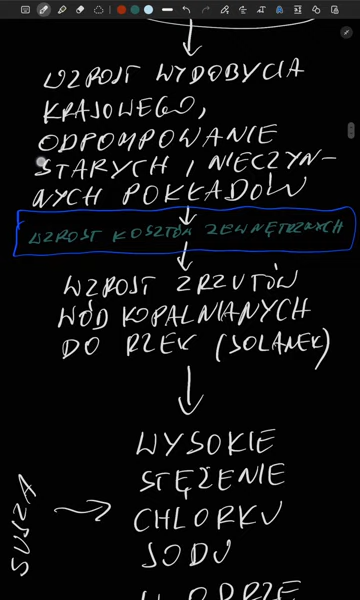 WZROST WYDOBYCIA
KRAJOWEGO,
ODPOMPOWANIE
STARYCH I NIECZYN-
NYCH POKŁADÓW
WZROST KOSZTÓW ZEWNĘTRZNYCH
WZROST ZRZUTÓW
WÓD KOPALNIANYCH
DO RZEK (SOLANEK)
WYSOKIE
STĘŻENIE
SUSZA
CHLORKU
SODU
W ODRZE